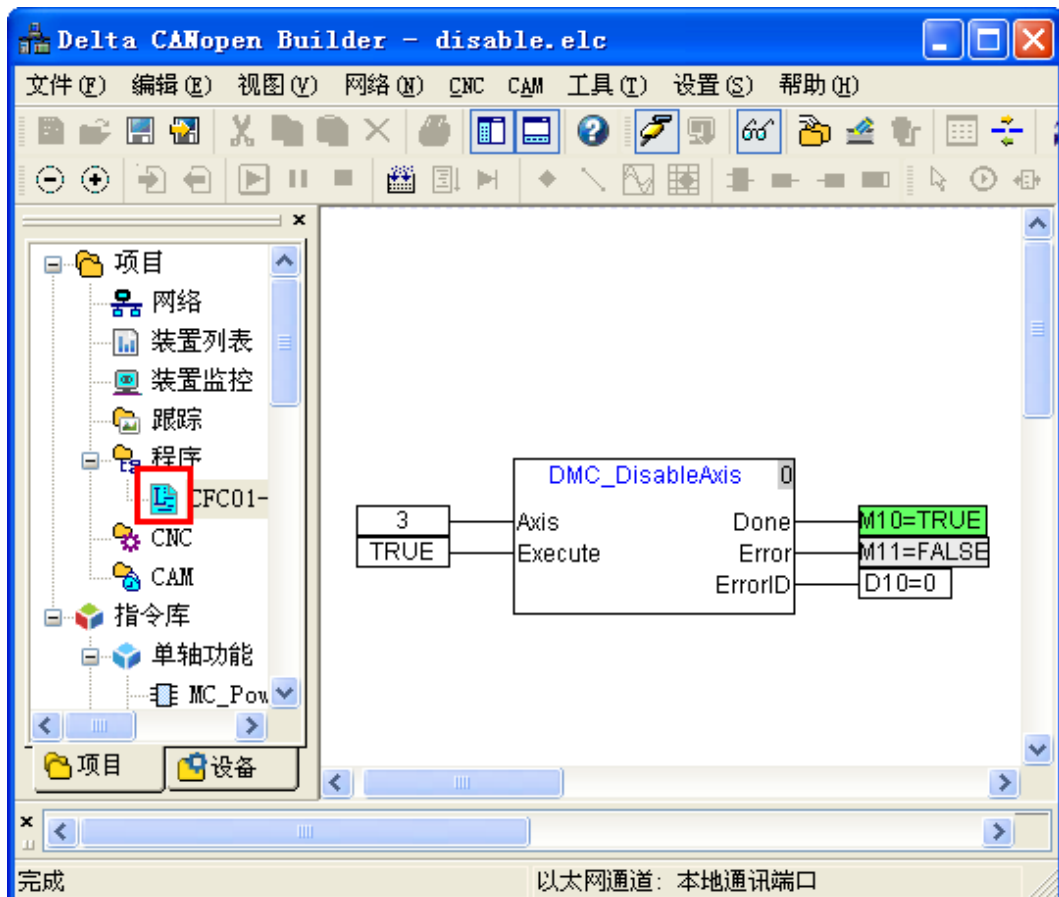 Delta CANopen Builder - disable.elc
文件(F) 编辑(E) 视图(V) 网络(N) CNC CAM 工具(T) 设置(S) 帮助(H)
项目
网络
装置列表
装置监控
跟踪
程序
CFC01-
CNC
CAM
指令库
单轴功能
MC_Pow
项目 设备
DMC_DisableAxis 0
3 Axis Done M10=TRUE
TRUE Execute Error M11=FALSE
ErrorID D10=0
完成 以太网通道: 本地通讯端口